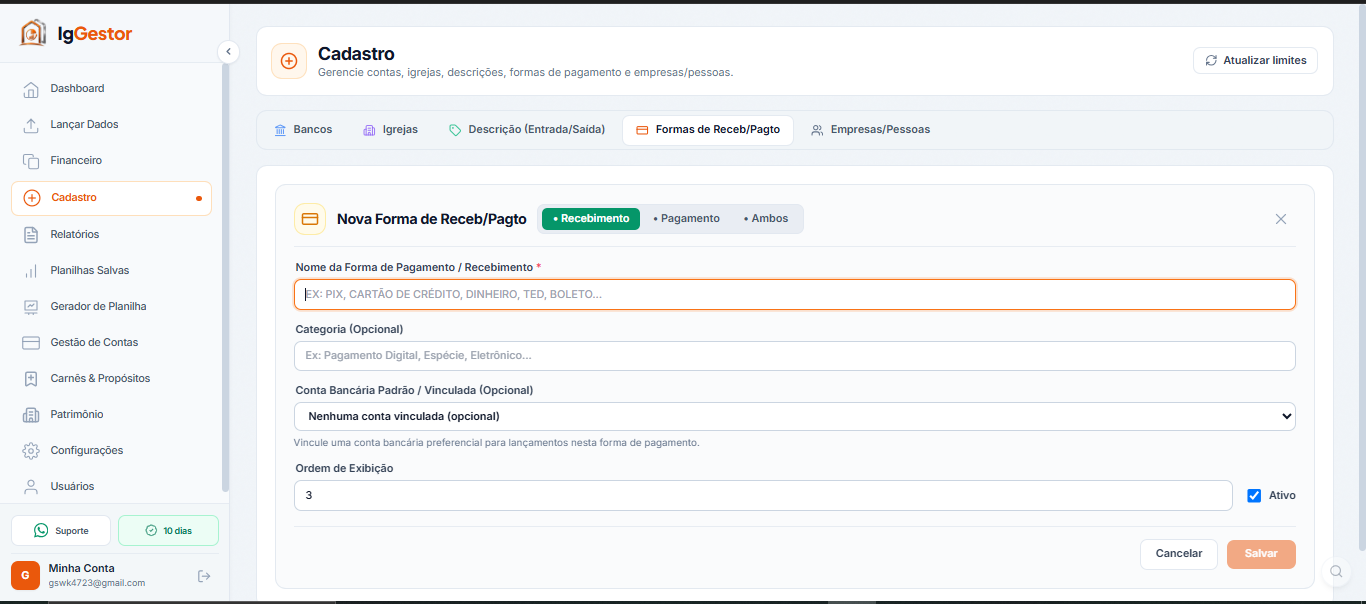 IgGestor
Dashboard
Lançar Dados
Financeiro
Cadastro
Relatórios
Planilhas Salvas
Gerador de Planilha
Gestão de Contas
Carnês & Propósitos
Patrimônio
Configurações
Usuários
Suporte
10 dias
G
Minha Conta
gswk4723@gmail.com
Cadastro
Gerencie contas, igrejas, descrições, formas de pagamento e empresas/pessoas.
Atualizar limites
Bancos
Igrejas
Descrição (Entrada/Saída)
Formas de Receb/Pagto
Empresas/Pessoas
Nova Forma de Receb/Pagto
• Recebimento
• Pagamento
• Ambos
Nome da Forma de Pagamento / Recebimento *
EX: PIX, CARTÃO DE CRÉDITO, DINHEIRO, TED, BOLETO...
Categoria (Opcional)
Ex: Pagamento Digital, Espécie, Eletrônico...
Conta Bancária Padrão / Vinculada (Opcional)
Nenhuma conta vinculada (opcional)
Vincule uma conta bancária preferencial para lançamentos nesta forma de pagamento.
Ordem de Exibição
3
Ativo
Cancelar
Salvar